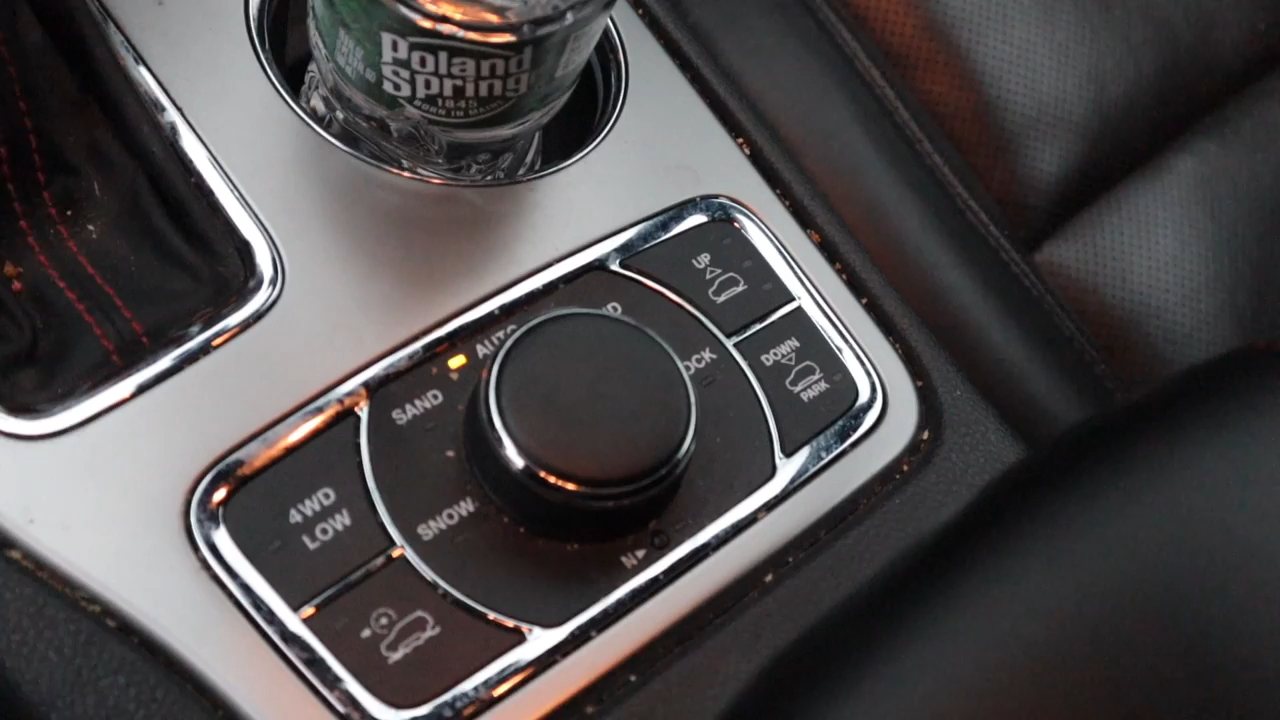 Poland
Spring
1845
BORN IN MAINE
UP
DOWN
PARK
AUTO
SAND
SNOW
4WD
LOW
N